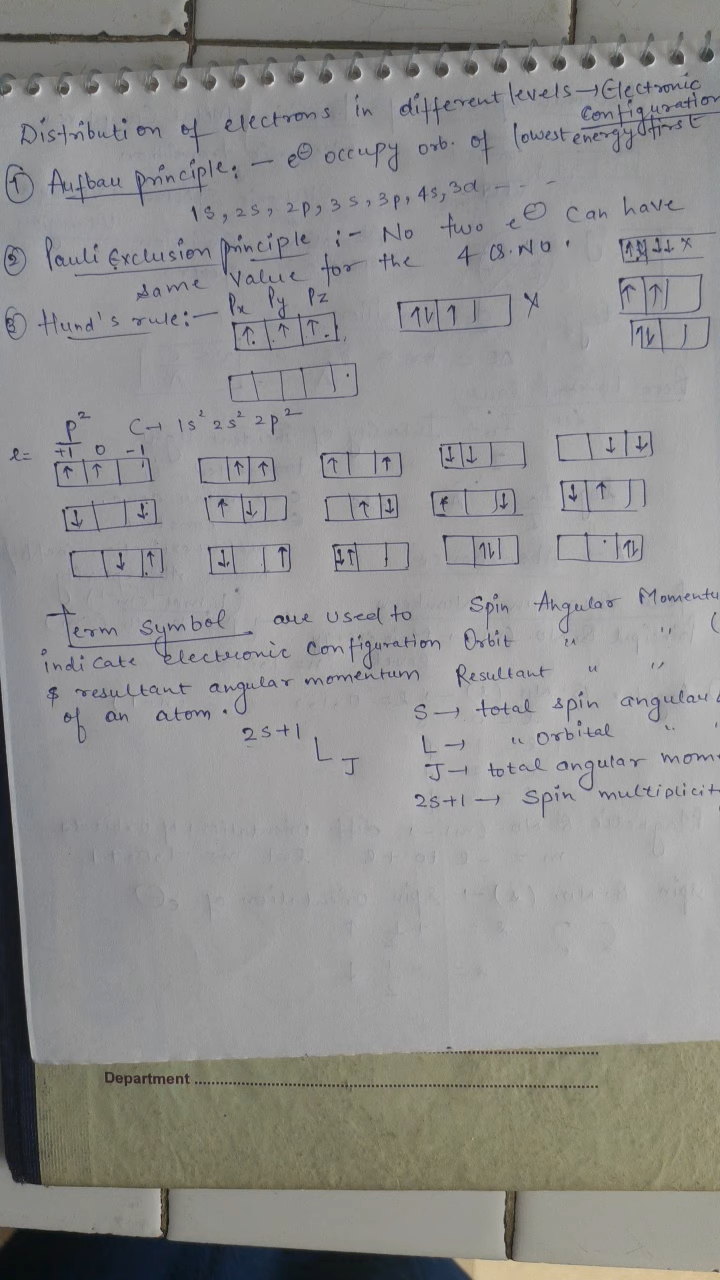 Distribution of electrons in different levels → Electronic
configuration
① Aufbau principle: - e⊖ occupy orb. of lowest energy first
1s, 2s, 2p, 3s, 3p, 4s, 3d - - -
② Pauli Exclusion principle :- No two e⊖ can have
same value for the 4 Q.No. ↑↓ ↓↓ x
③ Hund's rule:- Px Py Pz
↑ ↑ ↑ ↑↓ ↑ x ↑ ↑
↑↓
p² C→ 1s² 2s² 2p²
l= +1 0 -1
↑ ↑ ↑ ↑ ↑ ↑ ↓ ↓ ↓ ↓
↓ ↓ ↑ ↓ ↑ ↓ ↑ ↓ ↓ ↑
↓ ↑ ↓ ↑ ↓↑ ↑↓ ↑↓
Term symbol are used to
indicate electronic configuration
& resultant angular momentum
of an atom.
2s+1 L J
Spin Angular Momentu
Orbit " " (
Resultant " "
S → total spin angular
L → " orbital "
J → total angular mom
2s+1 → Spin multiplicit
Department